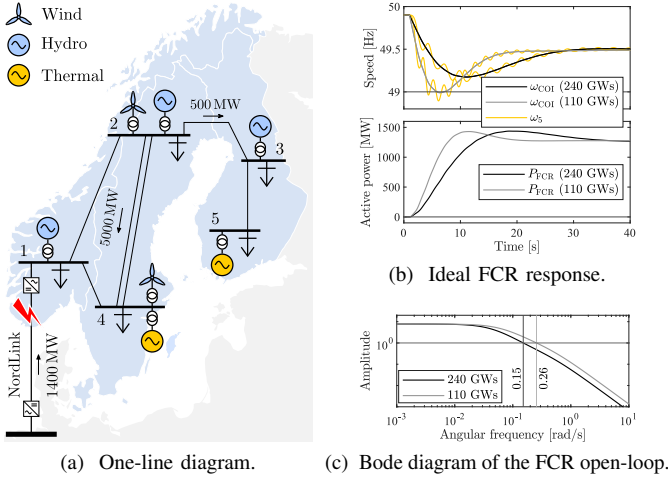 Wind
Hydro
Thermal
500 MW
2
3
5000 MW
5
1
4
NordLink
1400 MW
(a) One-line diagram.
Speed [Hz]
49.5
49
ω_COI (240 GWs)
ω_COI (110 GWs)
ω_5
Active power [MW]
1500
1000
500
0
P_FCR (240 GWs)
P_FCR (110 GWs)
0 10 20 30 40
Time [s]
(b) Ideal FCR response.
Amplitude
10^0
240 GWs
110 GWs
0.15
0.26
10^-3 10^-2 10^-1 10^0 10^1
Angular frequency [rad/s]
(c) Bode diagram of the FCR open-loop.